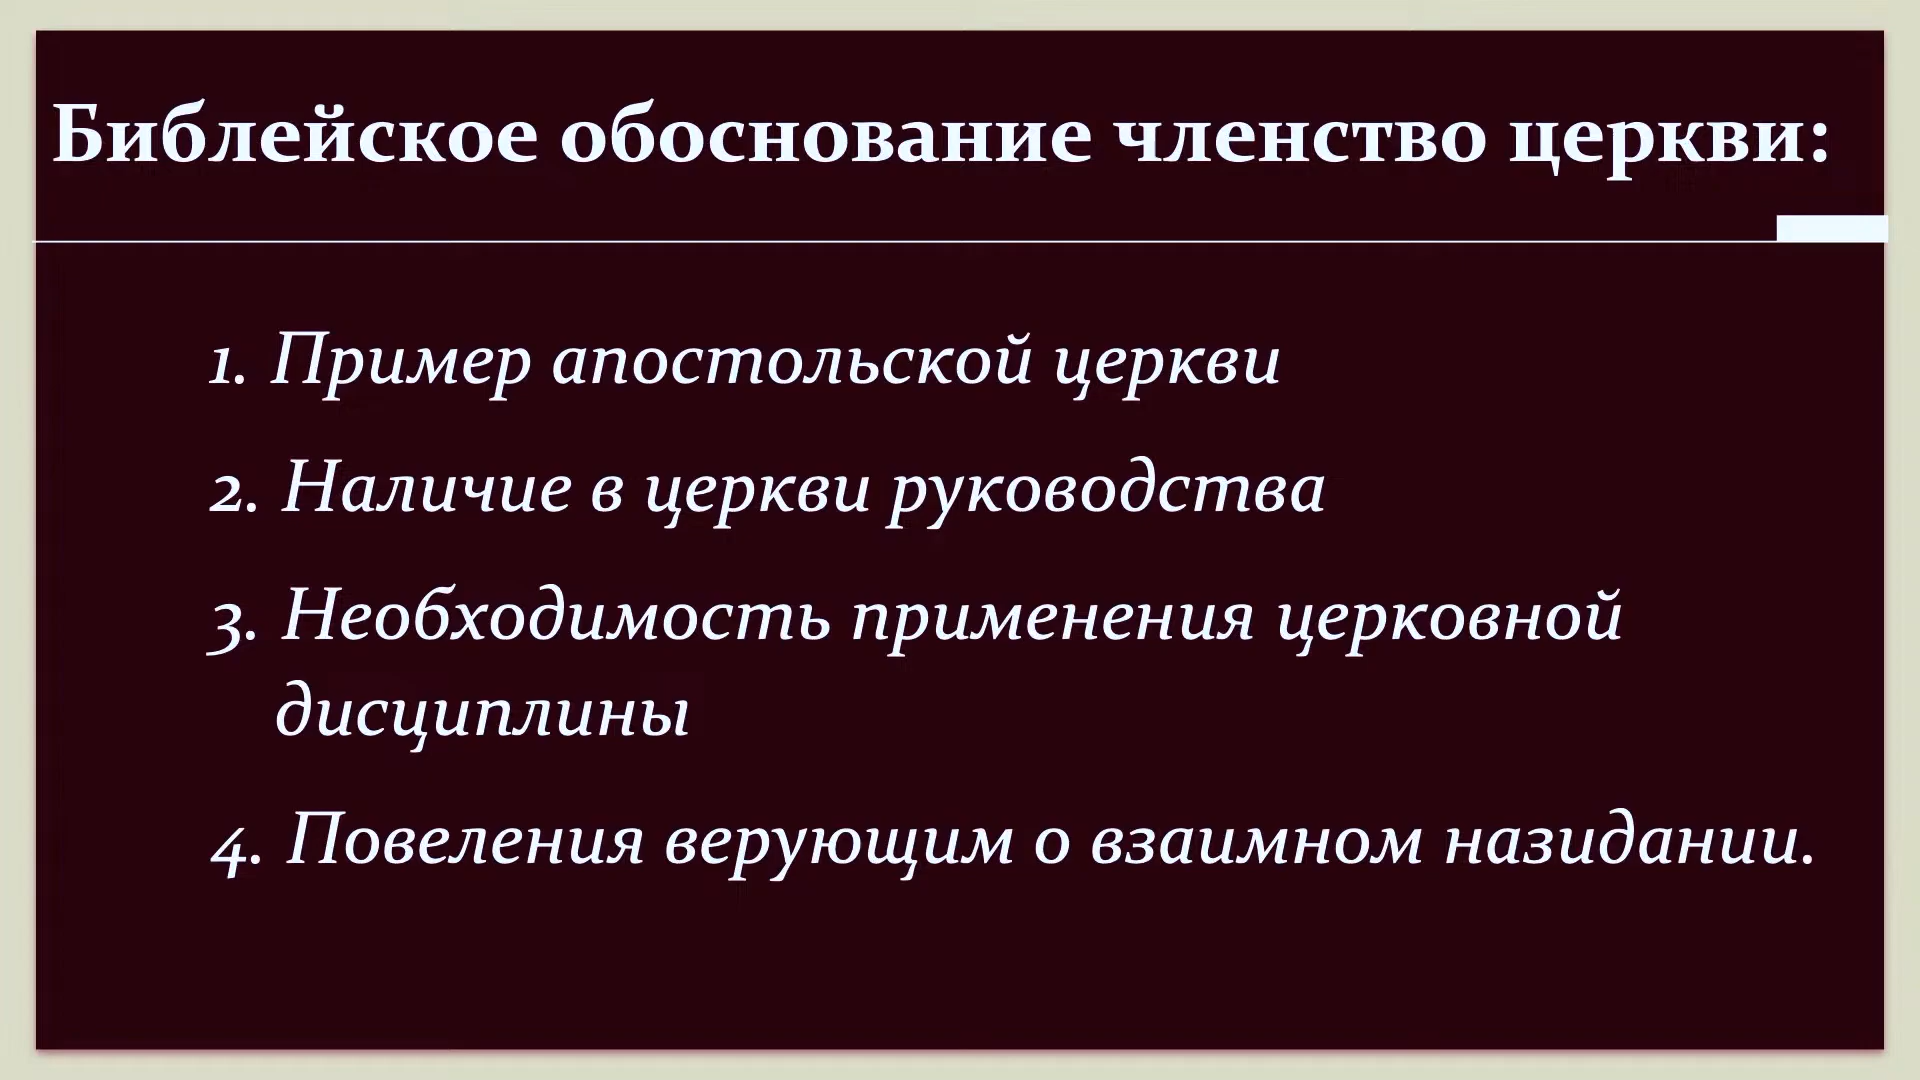 Библейское обоснование членство церкви:
1. Пример апостольской церкви
2. Наличие в церкви руководства
3. Необходимость применения церковной
дисциплины
4. Повеления верующим о взаимном назидании.